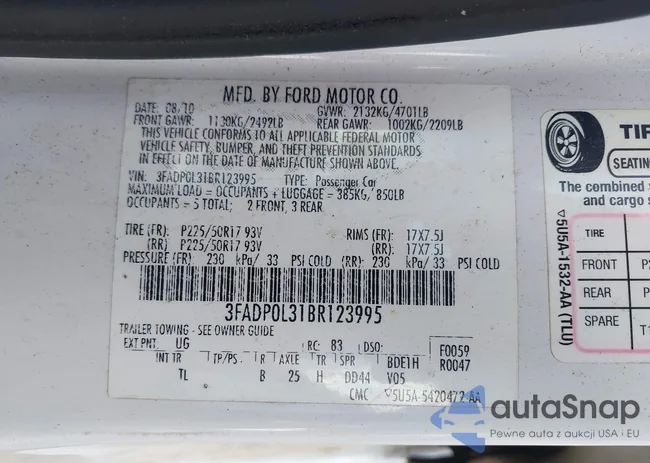 MFD. BY FORD MOTOR CO.
DATE: 08/10 GVWR: 2132KG/4701LB
FRONT GAWR: 1130KG/2492LB REAR GAWR: 1002KG/2209LB
THIS VEHICLE CONFORMS TO ALL APPLICABLE FEDERAL MOTOR
VEHICLE SAFETY, BUMPER, AND THEFT PREVENTION STANDARDS
IN EFFECT ON THE DATE OF MANUFACTURE SHOWN ABOVE.
VIN: 3FADP0L31BR123995 TYPE: Passenger Car
MAXIMUM LOAD = OCCUPANTS + LUGGAGE = 385KG/850LB
OCCUPANTS = 5 TOTAL; 2 FRONT, 3 REAR
TIRE (FR): P225/50R17 93V RIMS (FR): 17X7.5J
(RR) P225/50R17 93V (RR): 17X7.5J
PRESSURE (FR): 230 kPa/ 33 PSI COLD (RR): 230 kPa/ 33 PSI COLD
3FADP0L31BR123995
TRAILER TOWING - SEE OWNER GUIDE
EXT PNT: UG RC: 83 DSO: F0059
INT TR TP/PS R AXLE TR SPR BDE1H R0047
TL B 25 H DD44 V05
CMC ▽5U5A-5420472-AA
▽5U5A-1532-AA (TLU)
TIR
SEATING
The combined
and cargo s
TIRE
FRONT P2
REAR P
SPARE T1
autoSnap
Pewne auta z aukcji USA i EU